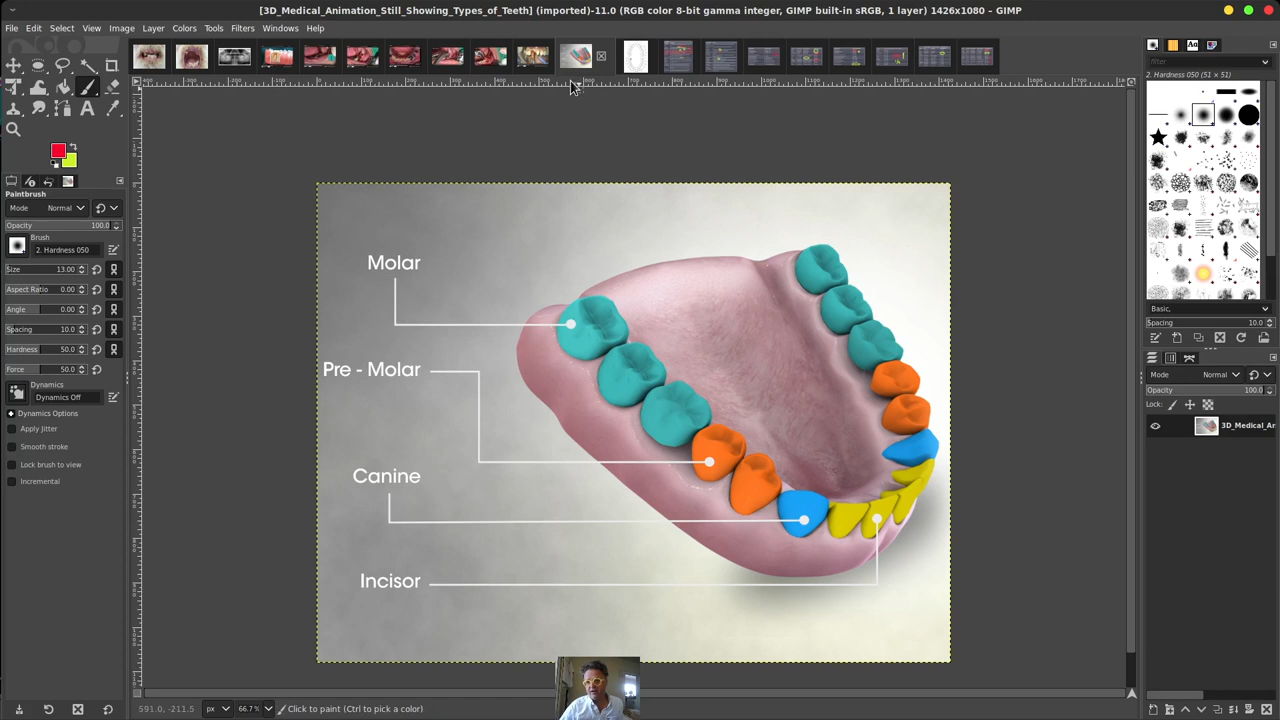 [3D_Medical_Animation_Still_Showing_Types_of_Teeth] (imported)-11.0 (RGB color 8-bit gamma integer, GIMP built-in sRGB, 1 layer) 1426x1080 – GIMP
File Edit Select View Image Layer Colors Tools Filters Windows Help
Paintbrush
Mode Normal
Opacity 100.0
Brush
2. Hardness 050
Size 13.00
Aspect Ratio 0.00
Angle 0.00
Spacing 10.0
Hardness 50.0
Force 50.0
Dynamics
Dynamics Off
Dynamics Options
Apply Jitter
Smooth stroke
Lock brush to view
Incremental
Molar
Pre - Molar
Canine
Incisor
591.0, -211.5 px 66.7% Click to paint (Ctrl to pick a color)
Aa
filter
2. Hardness 050 (51 × 51)
Basic,
Spacing 10.0
Mode Normal
Opacity 100.0
Lock:
3D_Medical_An